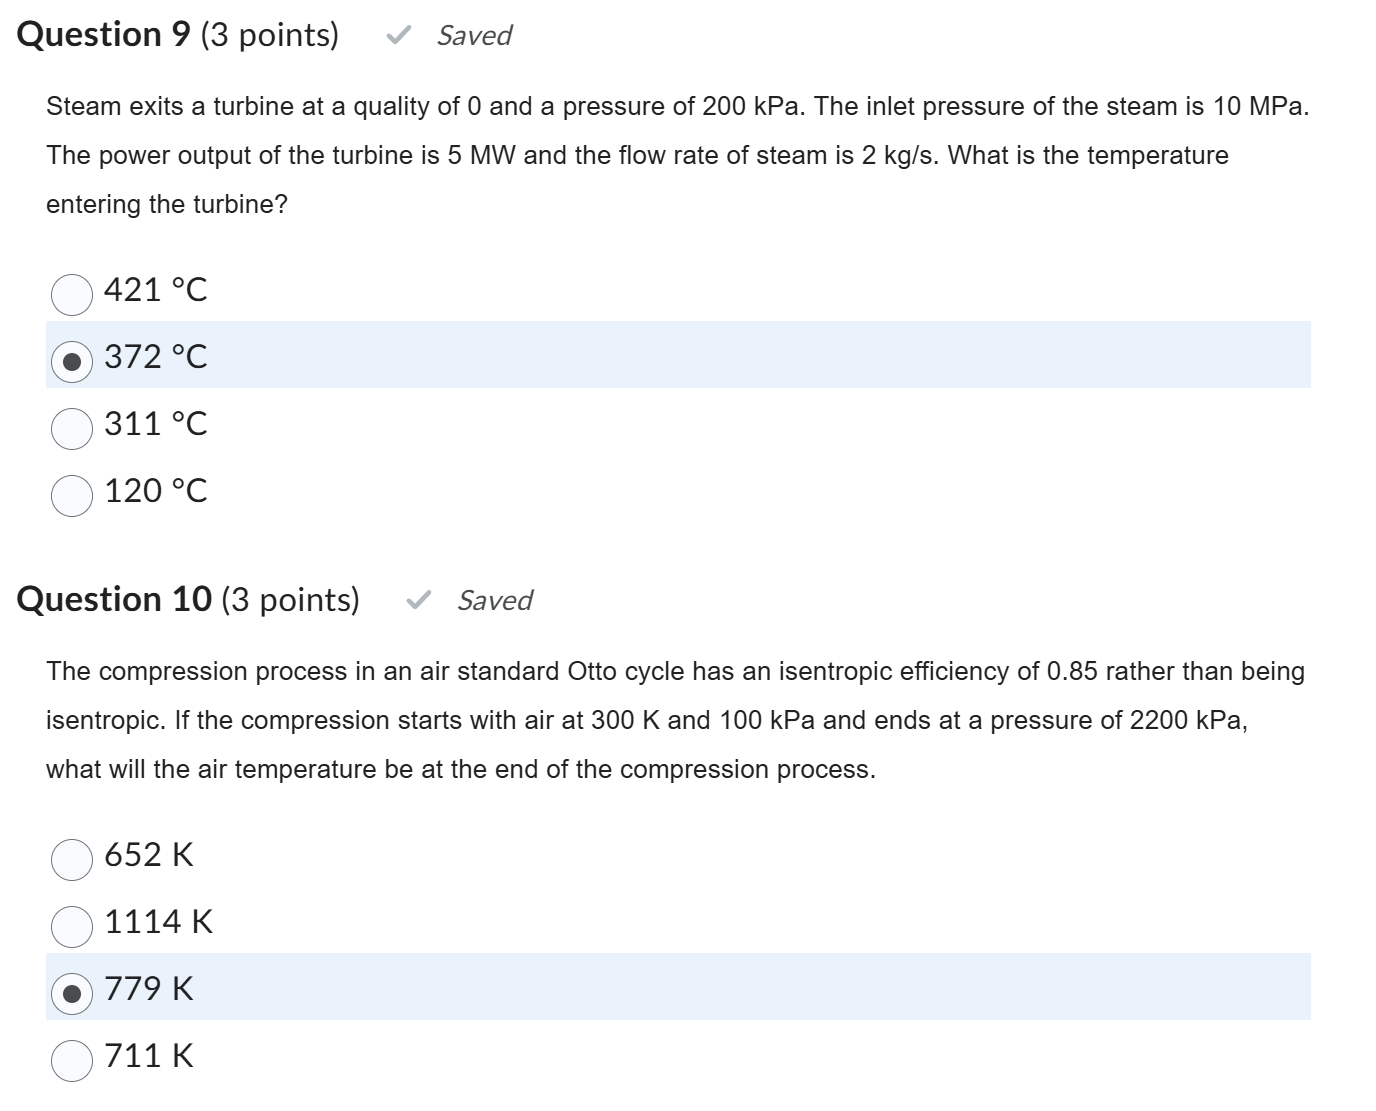 Question 9 (3 points) Saved
Steam exits a turbine at a quality of 0 and a pressure of 200 kPa. The inlet pressure of the steam is 10 MPa.
The power output of the turbine is 5 MW and the flow rate of steam is 2 kg/s. What is the temperature
entering the turbine?
421 °C
372 °C
311 °C
120 °C
Question 10 (3 points) Saved
The compression process in an air standard Otto cycle has an isentropic efficiency of 0.85 rather than being
isentropic. If the compression starts with air at 300 K and 100 kPa and ends at a pressure of 2200 kPa,
what will the air temperature be at the end of the compression process.
652 K
1114 K
779 K
711 K